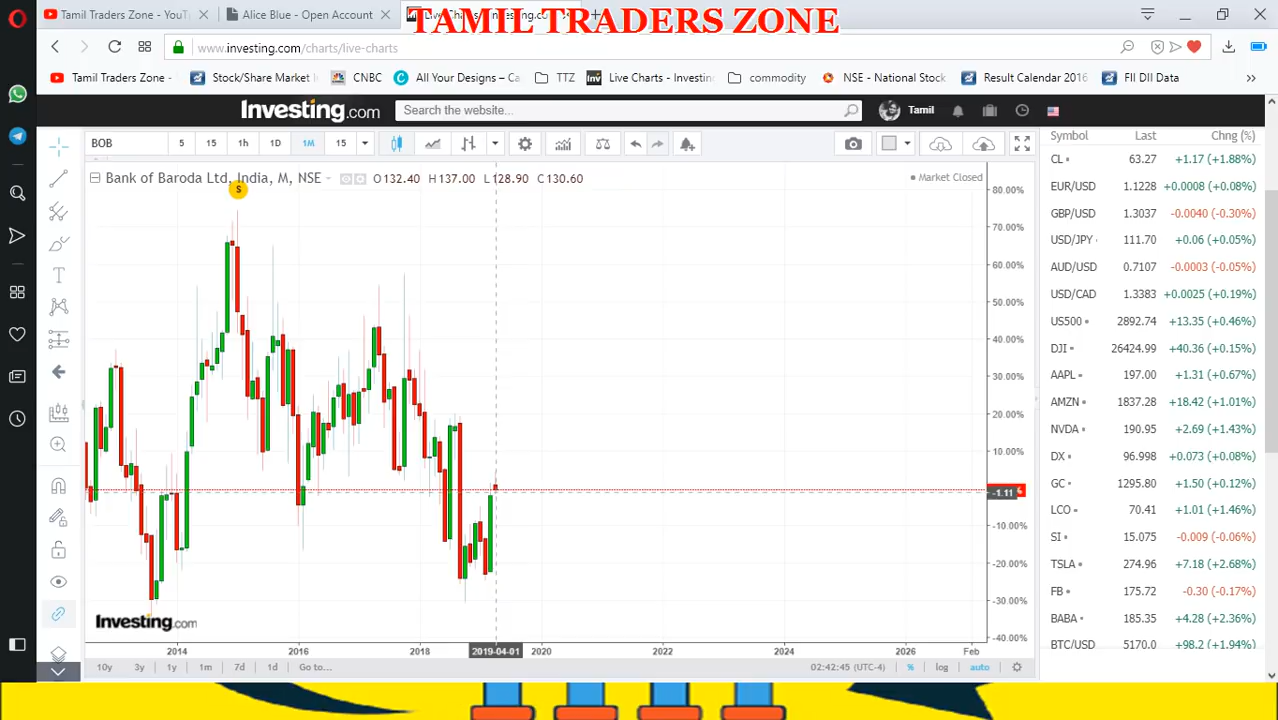 Tamil Traders Zone - YouT
Alice Blue - Open Account
TAMIL TRADERS ZONE
www.investing.com/charts/live-charts
Tamil Traders Zone -
Stock/Share Market I
CNBC
All Your Designs – Ca
TTZ
Live Charts - Investin
commodity
NSE - National Stock
Result Calendar 2016
FII DII Data
Investing.com
Search the website...
Tamil
BOB
5
15
1h
1D
1M
15
Bank of Baroda Ltd, India, M, NSE
O132.40 H137.00 L128.90 C130.60
Market Closed
S
80.00%
70.00%
60.00%
50.00%
40.00%
30.00%
20.00%
10.00%
-1.11
-10.00%
-20.00%
-30.00%
-40.00%
Investing.com
2014
2016
2018
2019-04-01
2020
2022
2024
2026
Feb
10y
3y
1y
1m
7d
1d
Go to...
02:42:45 (UTC-4)
%
log
auto
Symbol Last Chng (%)
CL 63.27 +1.17 (+1.88%)
EUR/USD 1.1228 +0.0008 (+0.08%)
GBP/USD 1.3037 -0.0040 (-0.30%)
USD/JPY 111.70 +0.06 (+0.05%)
AUD/USD 0.7107 -0.0003 (-0.05%)
USD/CAD 1.3383 +0.0025 (+0.19%)
US500 2892.74 +13.35 (+0.46%)
DJI 26424.99 +40.36 (+0.15%)
AAPL 197.00 +1.31 (+0.67%)
AMZN 1837.28 +18.42 (+1.01%)
NVDA 190.95 +2.69 (+1.43%)
DX 96.998 +0.073 (+0.08%)
GC 1295.80 +1.50 (+0.12%)
LCO 70.41 +1.01 (+1.46%)
SI 15.075 -0.009 (-0.06%)
TSLA 274.96 +7.18 (+2.68%)
FB 175.72 -0.30 (-0.17%)
BABA 185.35 +4.28 (+2.36%)
BTC/USD 5170.0 +98.2 (+1.94%)